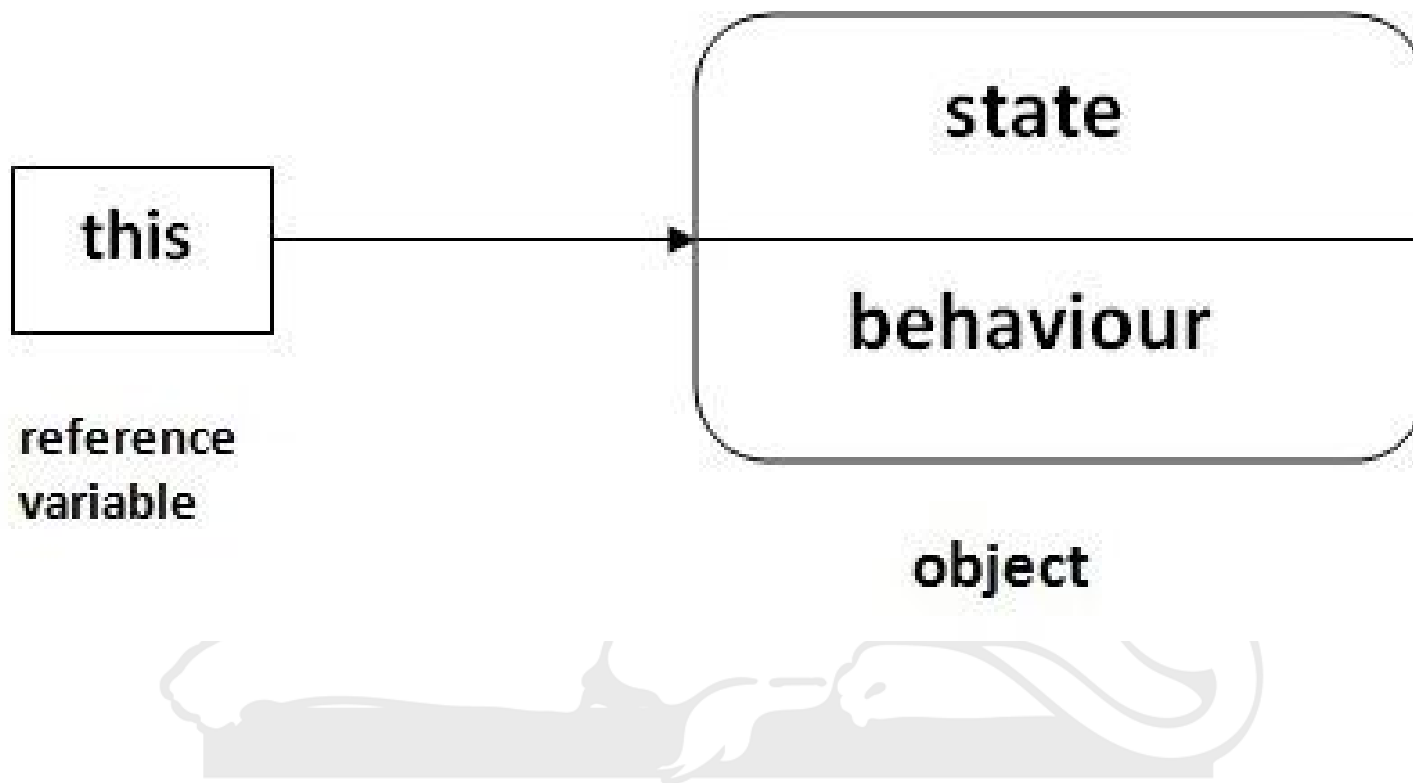 state
this
behaviour
reference
variable
object